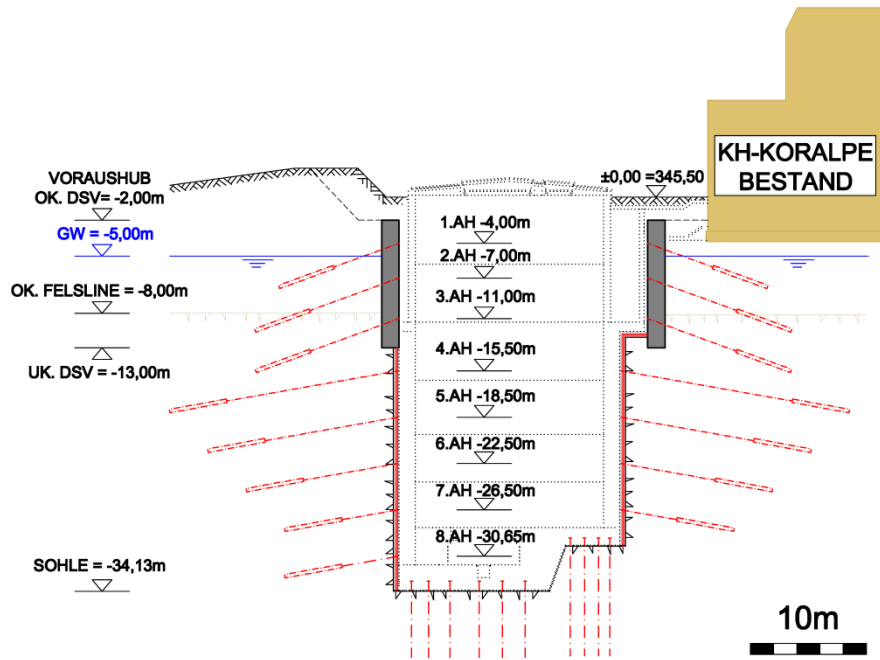 KH-KORALPE
BESTAND
VORAUSHUB
OK. DSV= -2,00m
±0,00 =345,50
GW = -5,00m
1.AH -4,00m
2.AH -7,00m
OK. FELSLINE = -8,00m
3.AH -11,00m
UK. DSV = -13,00m
4.AH -15,50m
5.AH -18,50m
6.AH -22,50m
7.AH -26,50m
8.AH -30,65m
SOHLE = -34,13m
10m